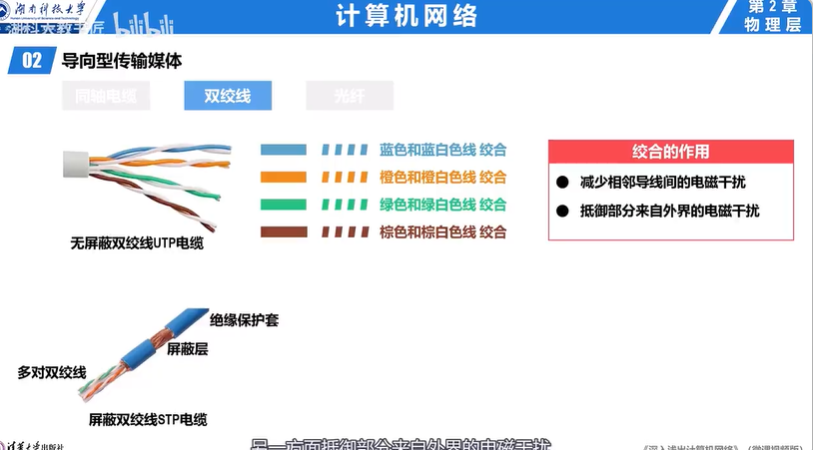 湖南科技大学
计算机网络
第2章
物理层
湖科大教书匠 bilibili
02 导向型传输媒体
同轴电缆 双绞线 光纤
蓝色和蓝白色线 绞合
橙色和橙白色线 绞合
绿色和绿白色线 绞合
棕色和棕白色线 绞合
无屏蔽双绞线UTP电缆
绞合的作用
减少相邻导线间的电磁干扰
抵御部分来自外界的电磁干扰
绝缘保护套
屏蔽层
多对双绞线
屏蔽双绞线STP电缆
另一方面抵御部分来自外界的电磁干扰
清华大学出版社
《深入浅出计算机网络》(微课视频版)